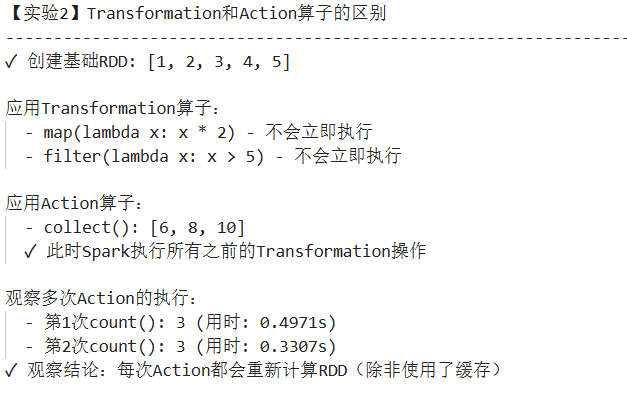 【实验2】Transformation和Action算子的区别
----------------------------------------------------------------------
✓ 创建基础RDD: [1, 2, 3, 4, 5]
应用Transformation算子：
- map(lambda x: x * 2) - 不会立即执行
- filter(lambda x: x > 5) - 不会立即执行
应用Action算子：
- collect(): [6, 8, 10]
✓ 此时Spark执行所有之前的Transformation操作
观察多次Action的执行：
- 第1次count(): 3 (用时: 0.4971s)
- 第2次count(): 3 (用时: 0.3307s)
✓ 观察结论：每次Action都会重新计算RDD（除非使用了缓存）